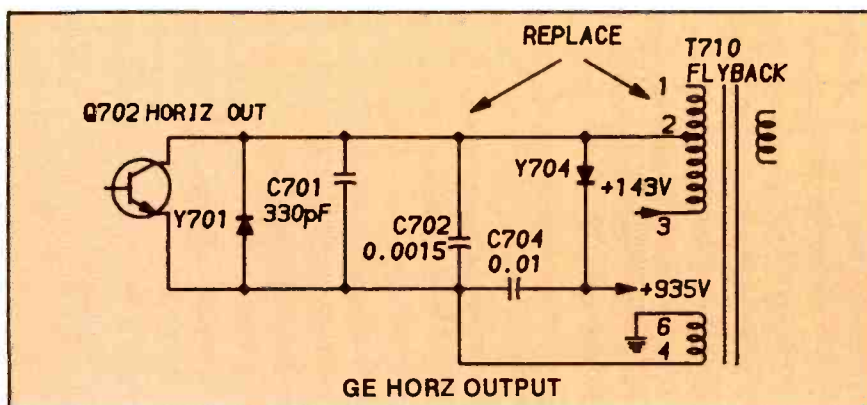 REPLACE
T710
FLYBACK
1
Q702 HORIZ OUT
2
Y704
C701
330pF
+143V
Y701
C702
0.0015
C704
0.01
3
+935V
6
4
GE HORZ OUTPUT